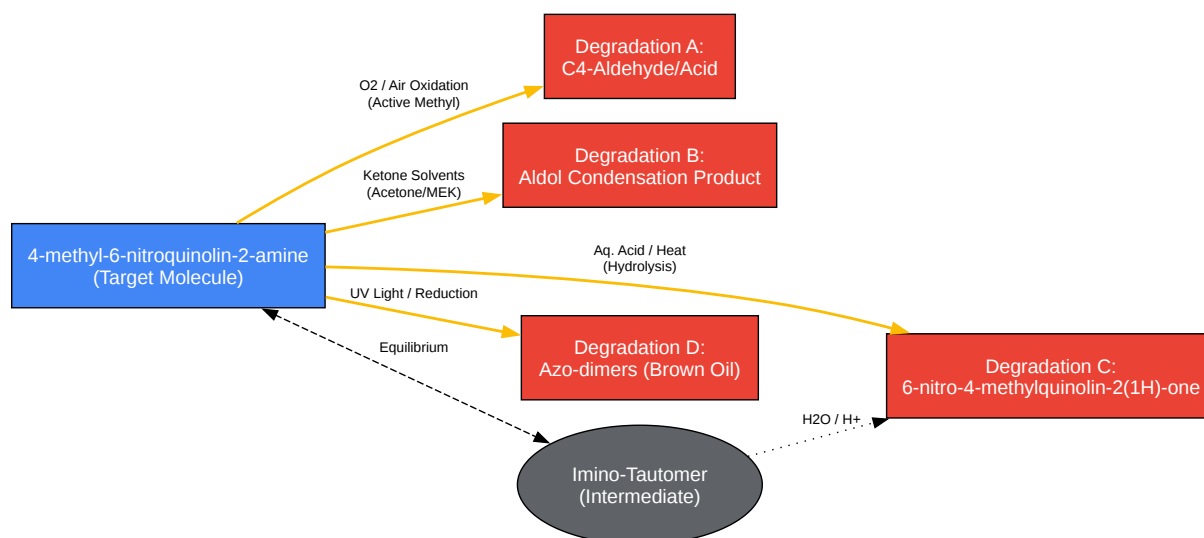 Degradation A:
C4-Aldehyde/Acid
O2 / Air Oxidation
(Active Methyl)
Degradation B:
Aldol Condensation Product
Ketone Solvents
(Acetone/MEK)
4-methyl-6-nitroquinolin-2-amine
(Target Molecule)
Aq. Acid / Heat
(Hydrolysis)
UV Light / Reduction
Degradation D:
Azo-dimers (Brown Oil)
Equilibrium
Degradation C:
6-nitro-4-methylquinolin-2(1H)-one
H2O / H+
Imino-Tautomer
(Intermediate)